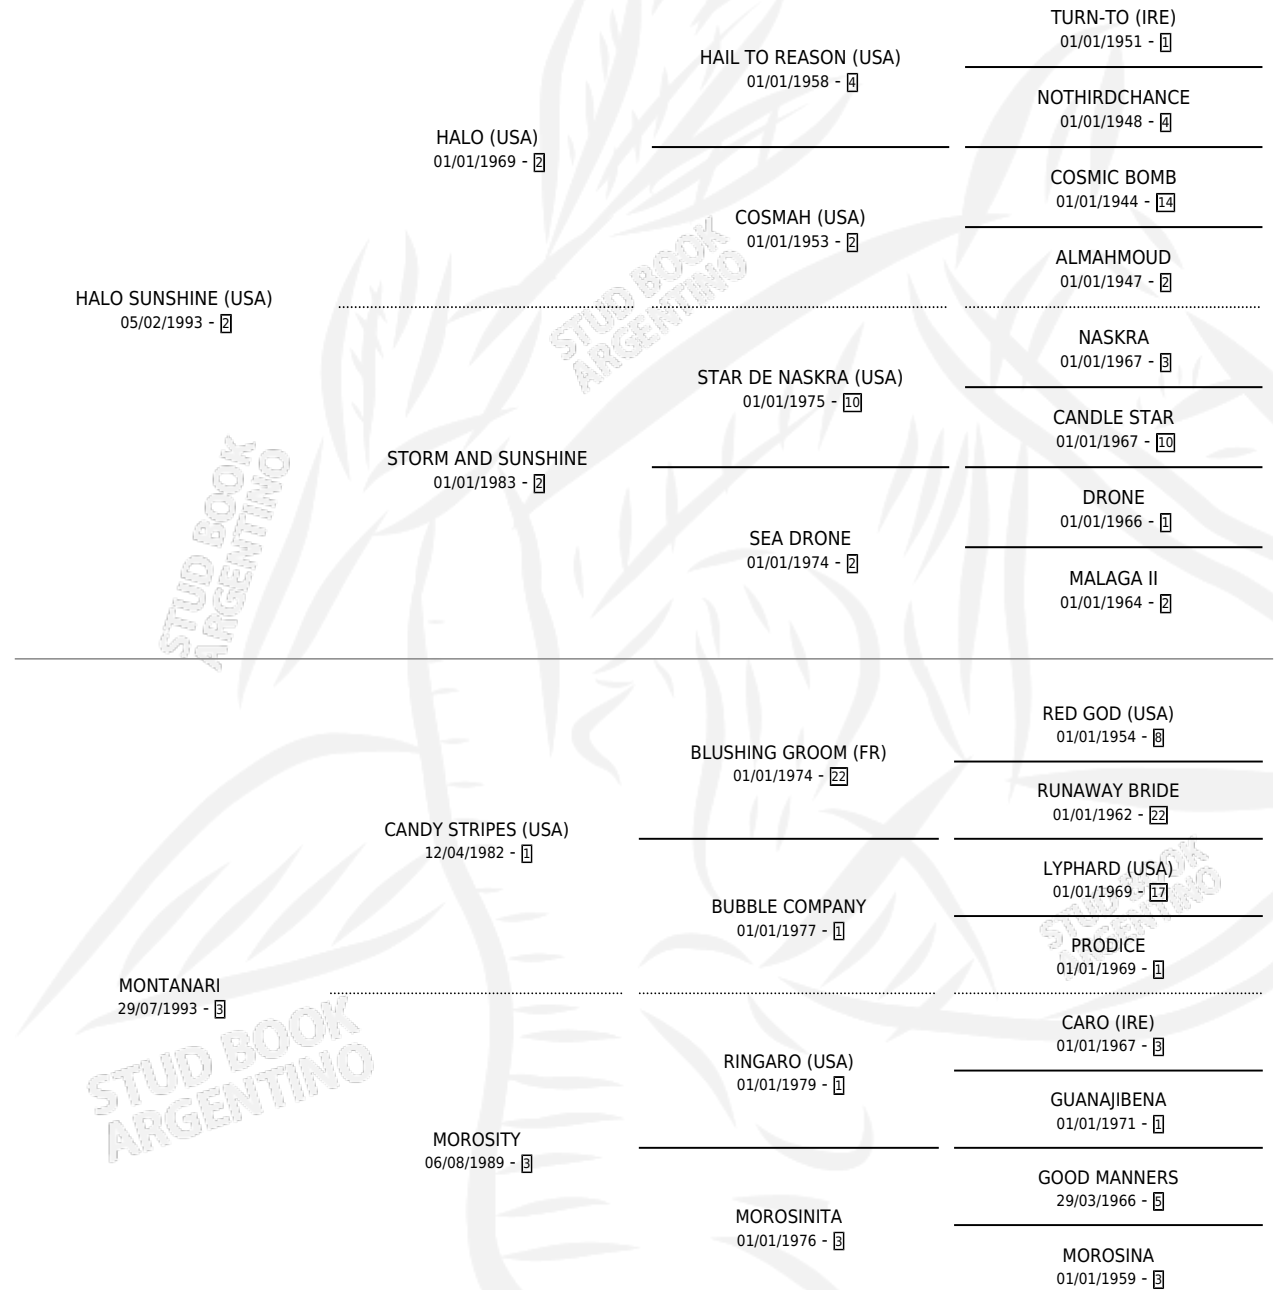 TURN-TO (IRE)
01/01/1951 - 1
HAIL TO REASON (USA)
01/01/1958 - 4
NOTHIRDCHANCE
01/01/1948 - 4
HALO (USA)
01/01/1969 - 2
COSMIC BOMB
01/01/1944 - 14
COSMAH (USA)
01/01/1953 - 2
ALMAHMOUD
01/01/1947 - 2
HALO SUNSHINE (USA)
05/02/1993 - 2
STUD BOOK
ARGENTINO
NASKRA
01/01/1967 - 3
STAR DE NASKRA (USA)
01/01/1975 - 10
CANDLE STAR
01/01/1967 - 10
STORM AND SUNSHINE
01/01/1983 - 2
DRONE
01/01/1966 - 1
SEA DRONE
01/01/1974 - 2
MALAGA II
01/01/1964 - 2
STUD BOOK
ARGENTINO
RED GOD (USA)
01/01/1954 - 8
BLUSHING GROOM (FR)
01/01/1974 - 22
RUNAWAY BRIDE
01/01/1962 - 22
CANDY STRIPES (USA)
12/04/1982 - 1
LYPHARD (USA)
01/01/1969 - 17
BUBBLE COMPANY
01/01/1977 - 1
STUD BOOK
ARGENTINO
PRODICE
01/01/1969 - 1
MONTANARI
29/07/1993 - 3
STUD BOOK
ARGENTINO
CARO (IRE)
01/01/1967 - 3
RINGARO (USA)
01/01/1979 - 1
GUANAJIBENA
01/01/1971 - 1
MOROSITY
06/08/1989 - 3
GOOD MANNERS
29/03/1966 - 5
MOROSINITA
01/01/1976 - 3
MOROSINA
01/01/1959 - 3